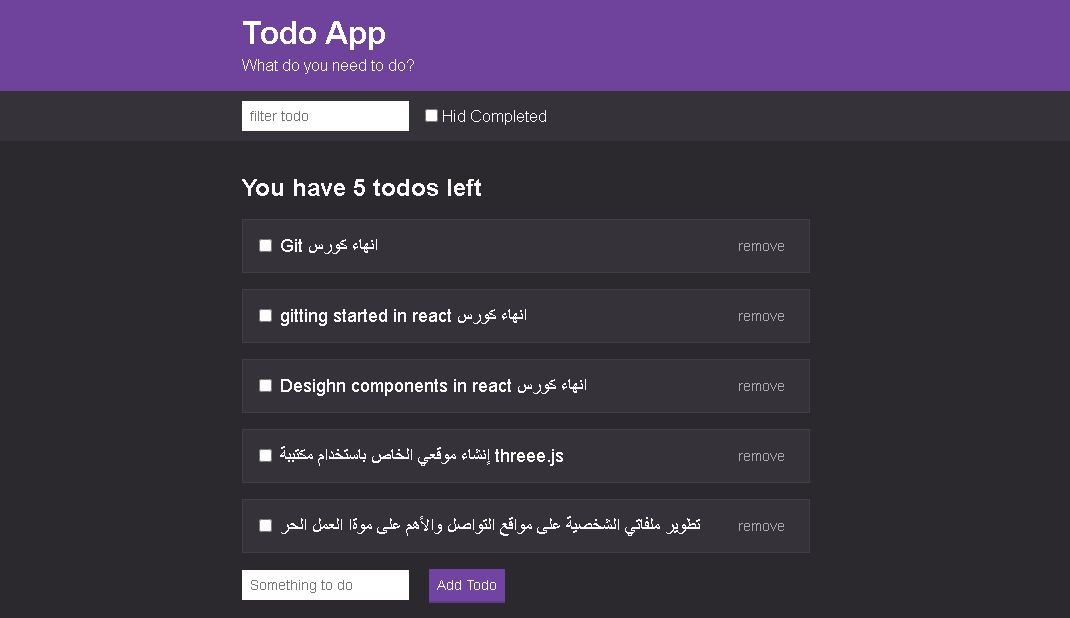 Todo App
What do you need to do?
filter todo
Hid Completed
You have 5 todos left
انهاء كورس Git
remove
انهاء كورس gitting started in react
remove
انهاء كورس Desighn components in react
remove
إنشاء موقعي الخاص باستخدام مكتببة threee.js
remove
تطوير ملفاتي الشخصية على مواقع التواصل والأهم على موةا العمل الحر
remove
Something to do
Add Todo